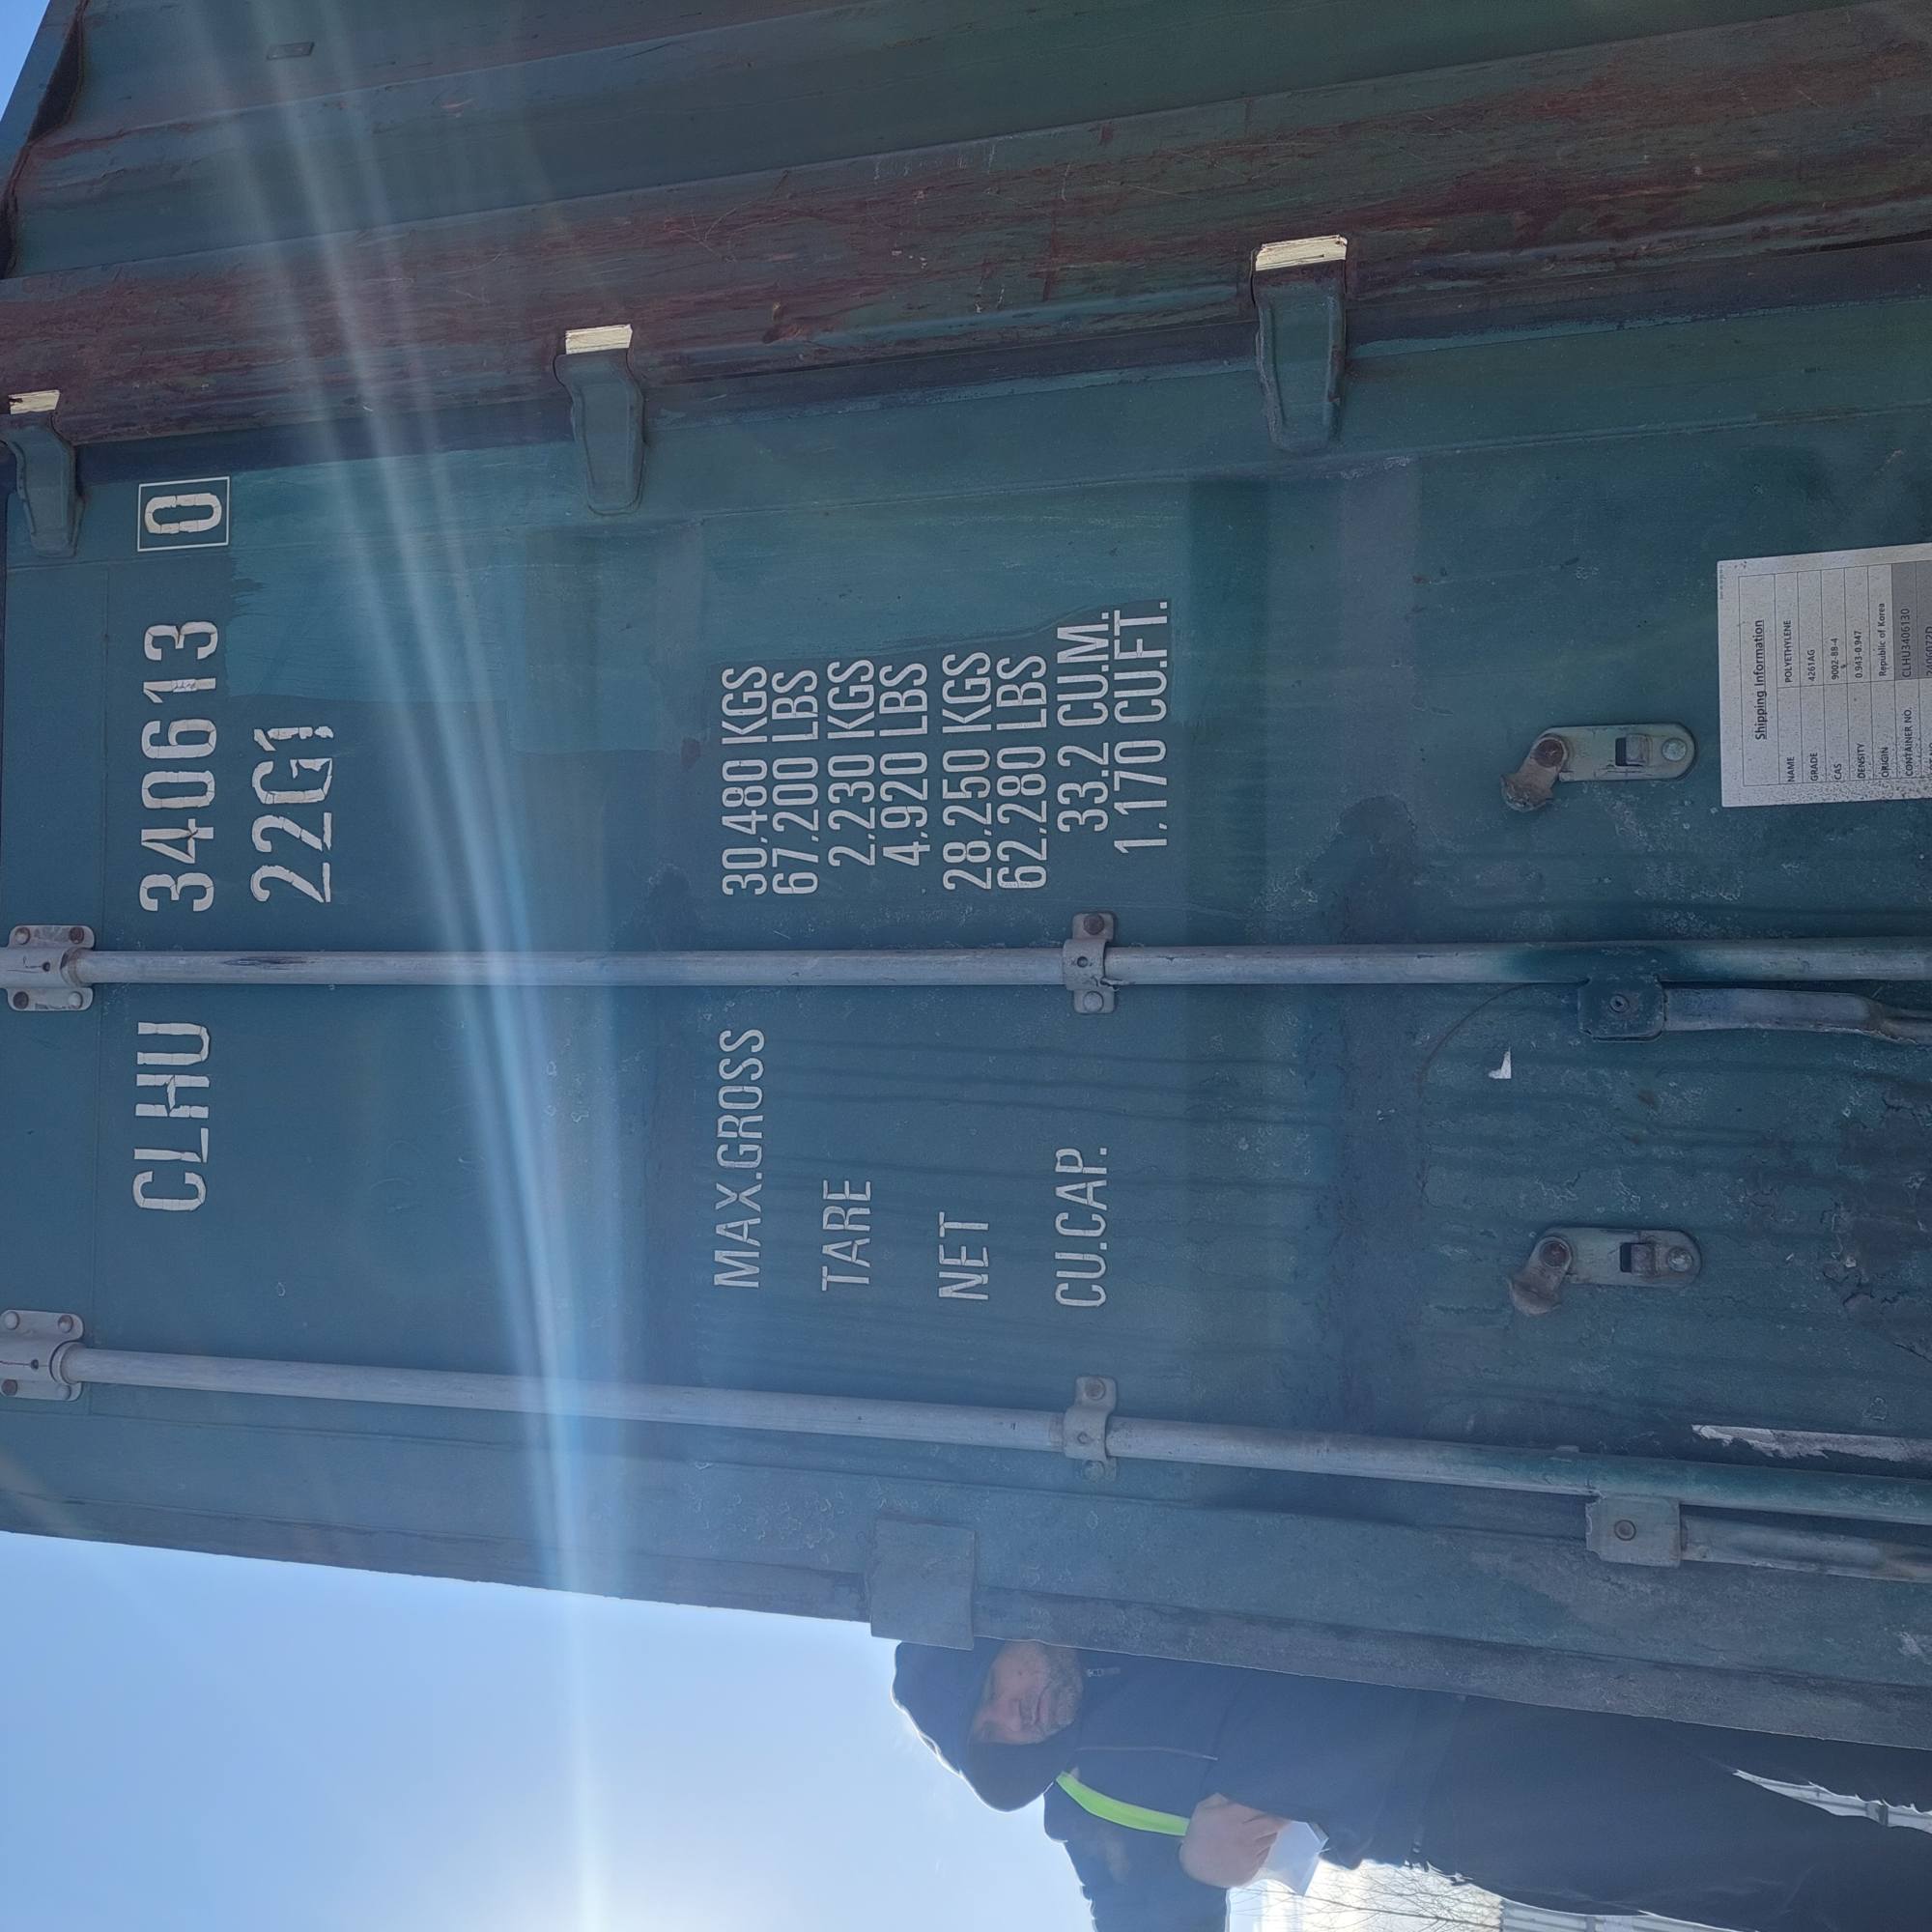 CLHU 340613 0
22G1
MAX.GROSS 30,480 KGS
67,200 LBS
TARE 2,230 KGS
4,920 LBS
NET 28,250 KGS
62,280 LBS
CU.CAP. 33.2 CU.M.
1,170 CU.FT.
Shipping Information
NAME POLYETHYLENE
GRADE 4261AG
CAS 9002-88-4
DENSITY 0.943-0.947
ORIGIN Republic of Korea
CONTAINER NO. CLHU3406130